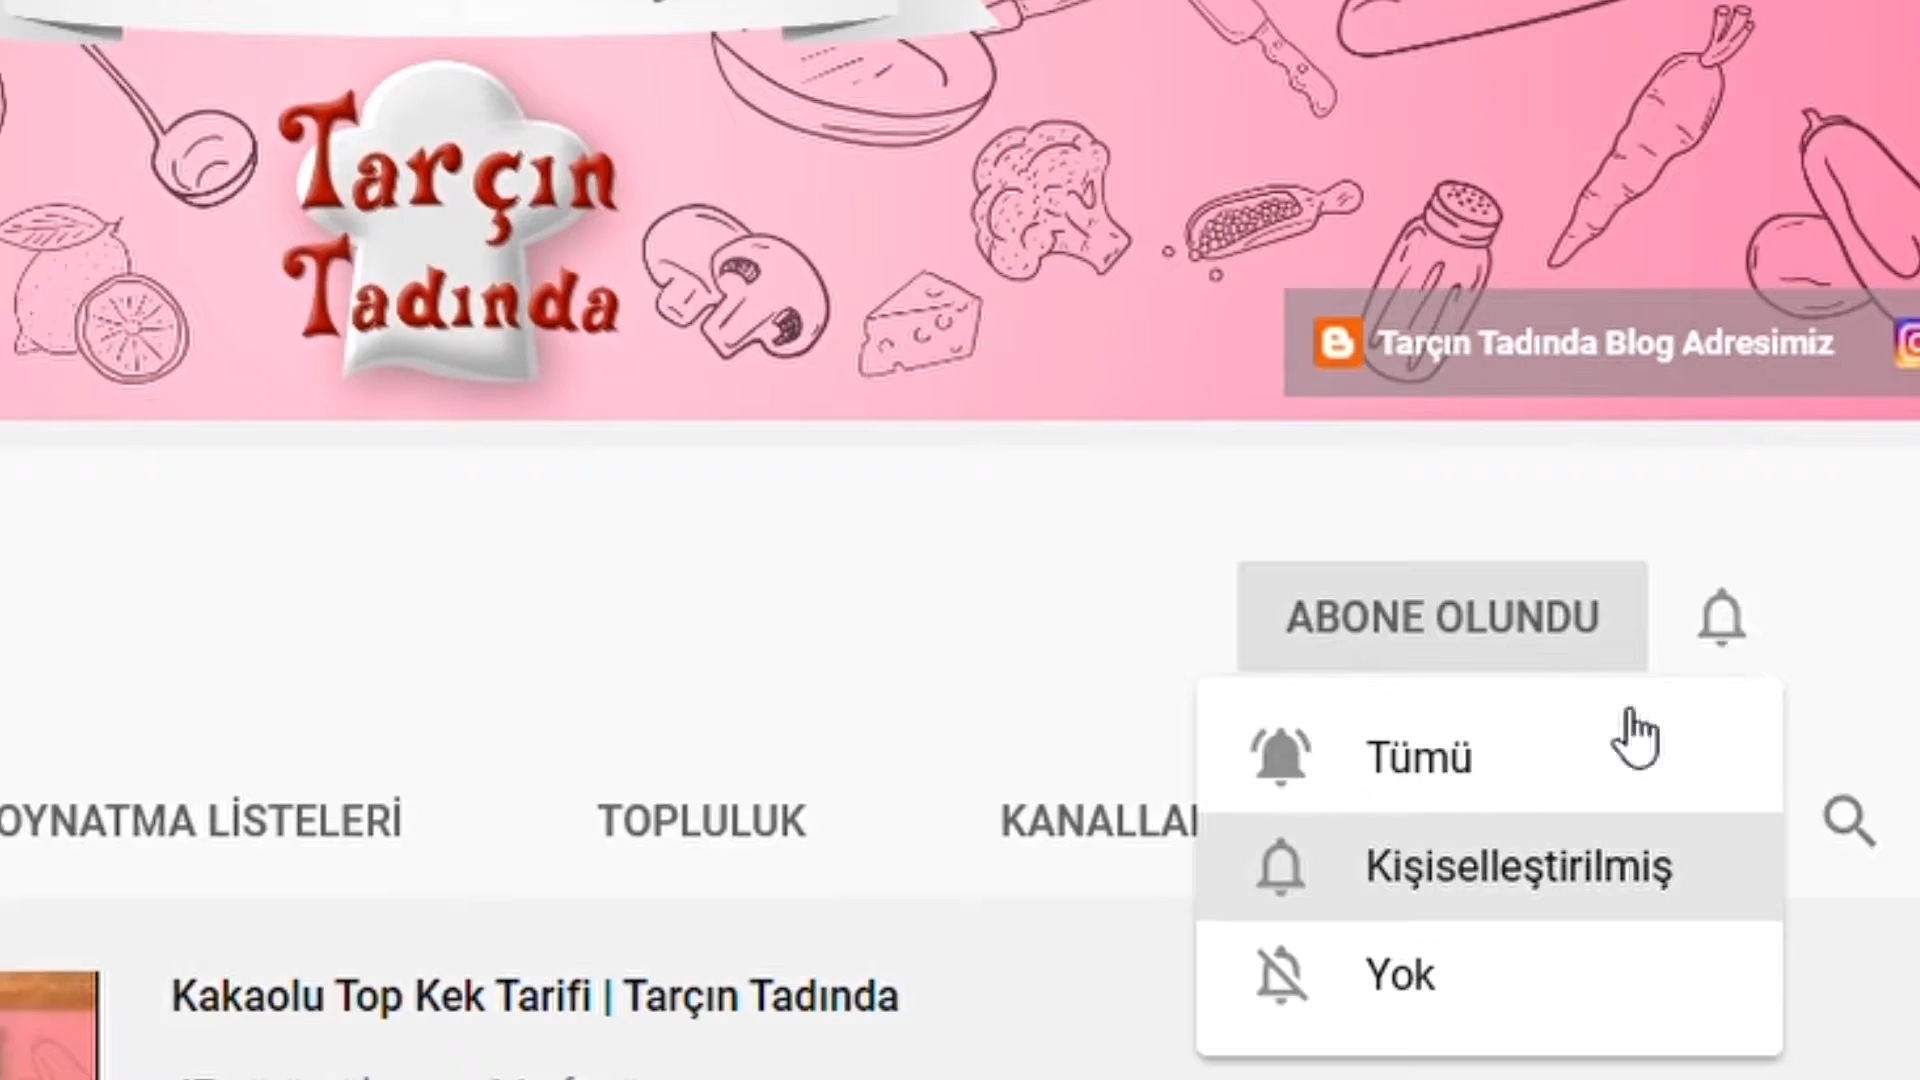 Tarçın
Tadında
Tarçın Tadında Blog Adresimiz
ABONE OLUNDU
Tümü
OYNATMA LİSTELERİ
TOPLULUK
Kişiselleştirilmiş
Yok
Kakaolu Top Kek Tarifi | Tarçın Tadında